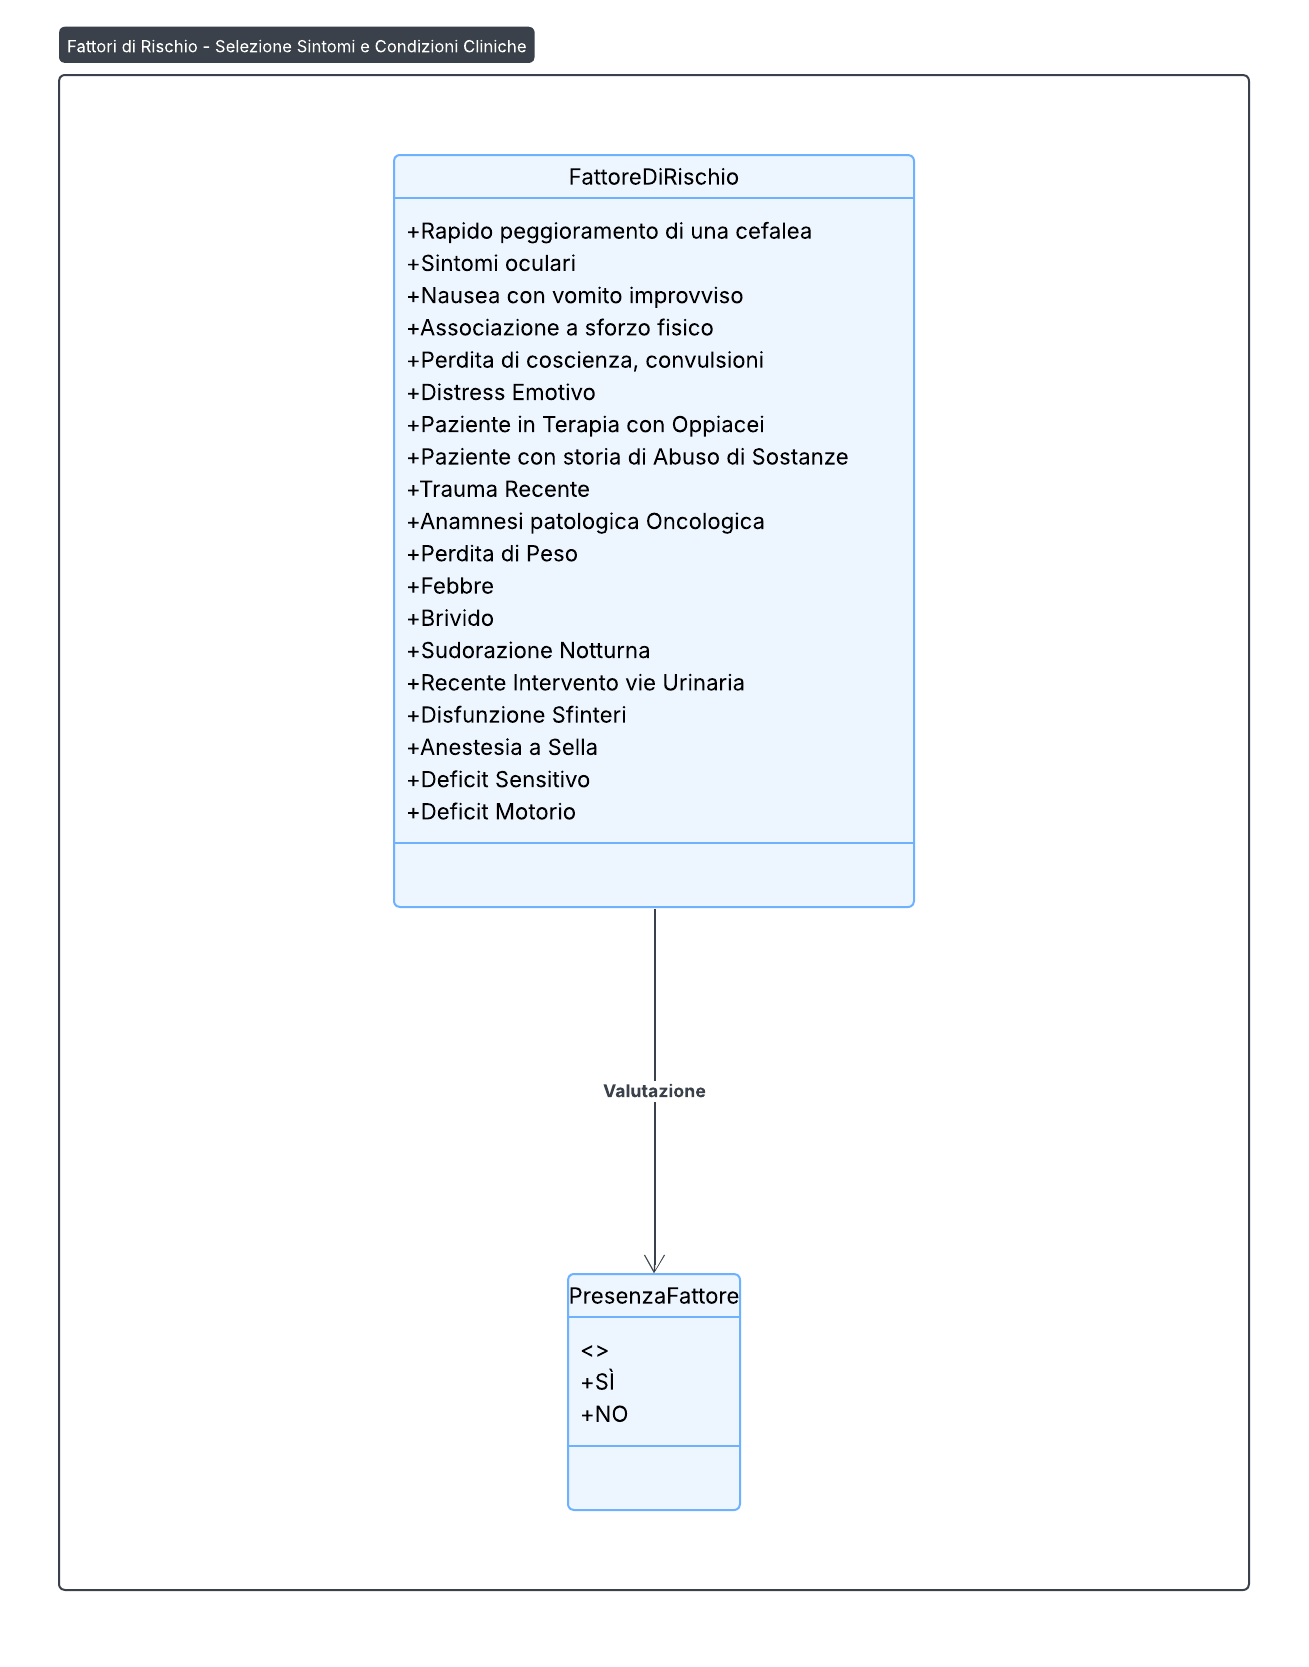 Fattori di Rischio - Selezione Sintomi e Condizioni Cliniche
FattoreDiRischio
+Rapido peggioramento di una cefalea
+Sintomi oculari
+Nausea con vomito improvviso
+Associazione a sforzo fisico
+Perdita di coscienza, convulsioni
+Distress Emotivo
+Paziente in Terapia con Oppiacei
+Paziente con storia di Abuso di Sostanze
+Trauma Recente
+Anamnesi patologica Oncologica
+Perdita di Peso
+Febbre
+Brivido
+Sudorazione Notturna
+Recente Intervento vie Urinaria
+Disfunzione Sfinteri
+Anestesia a Sella
+Deficit Sensitivo
+Deficit Motorio
Valutazione
PresenzaFattore
<>
+SÌ
+NO